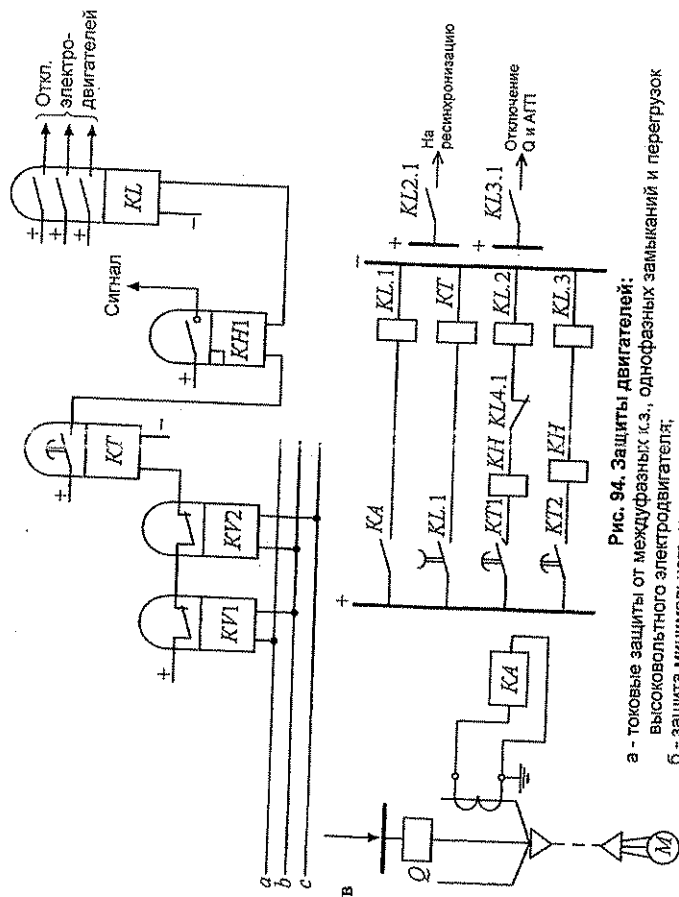 Откл.
электро-
двигателей
+
+
+
KL
–
Сигнал
+
KH1
+
KT
–
+
KV1
KV2
a
b
c
в
Q
M
KA
+
–
KA
KL.1
KL.1
KT
KT1
KH
KL4.1
KL.2
KT2
KH
KL.3
+
KL2.1
На
ресинхронизацию
+
KL3.1
Отключение
Q и АГП
Рис. 94. Защиты двигателей:
а - токовые защиты от междуфазных к.з., однофазных замыканий и перегрузок
высоковольтного электродвигателя;
б - защита